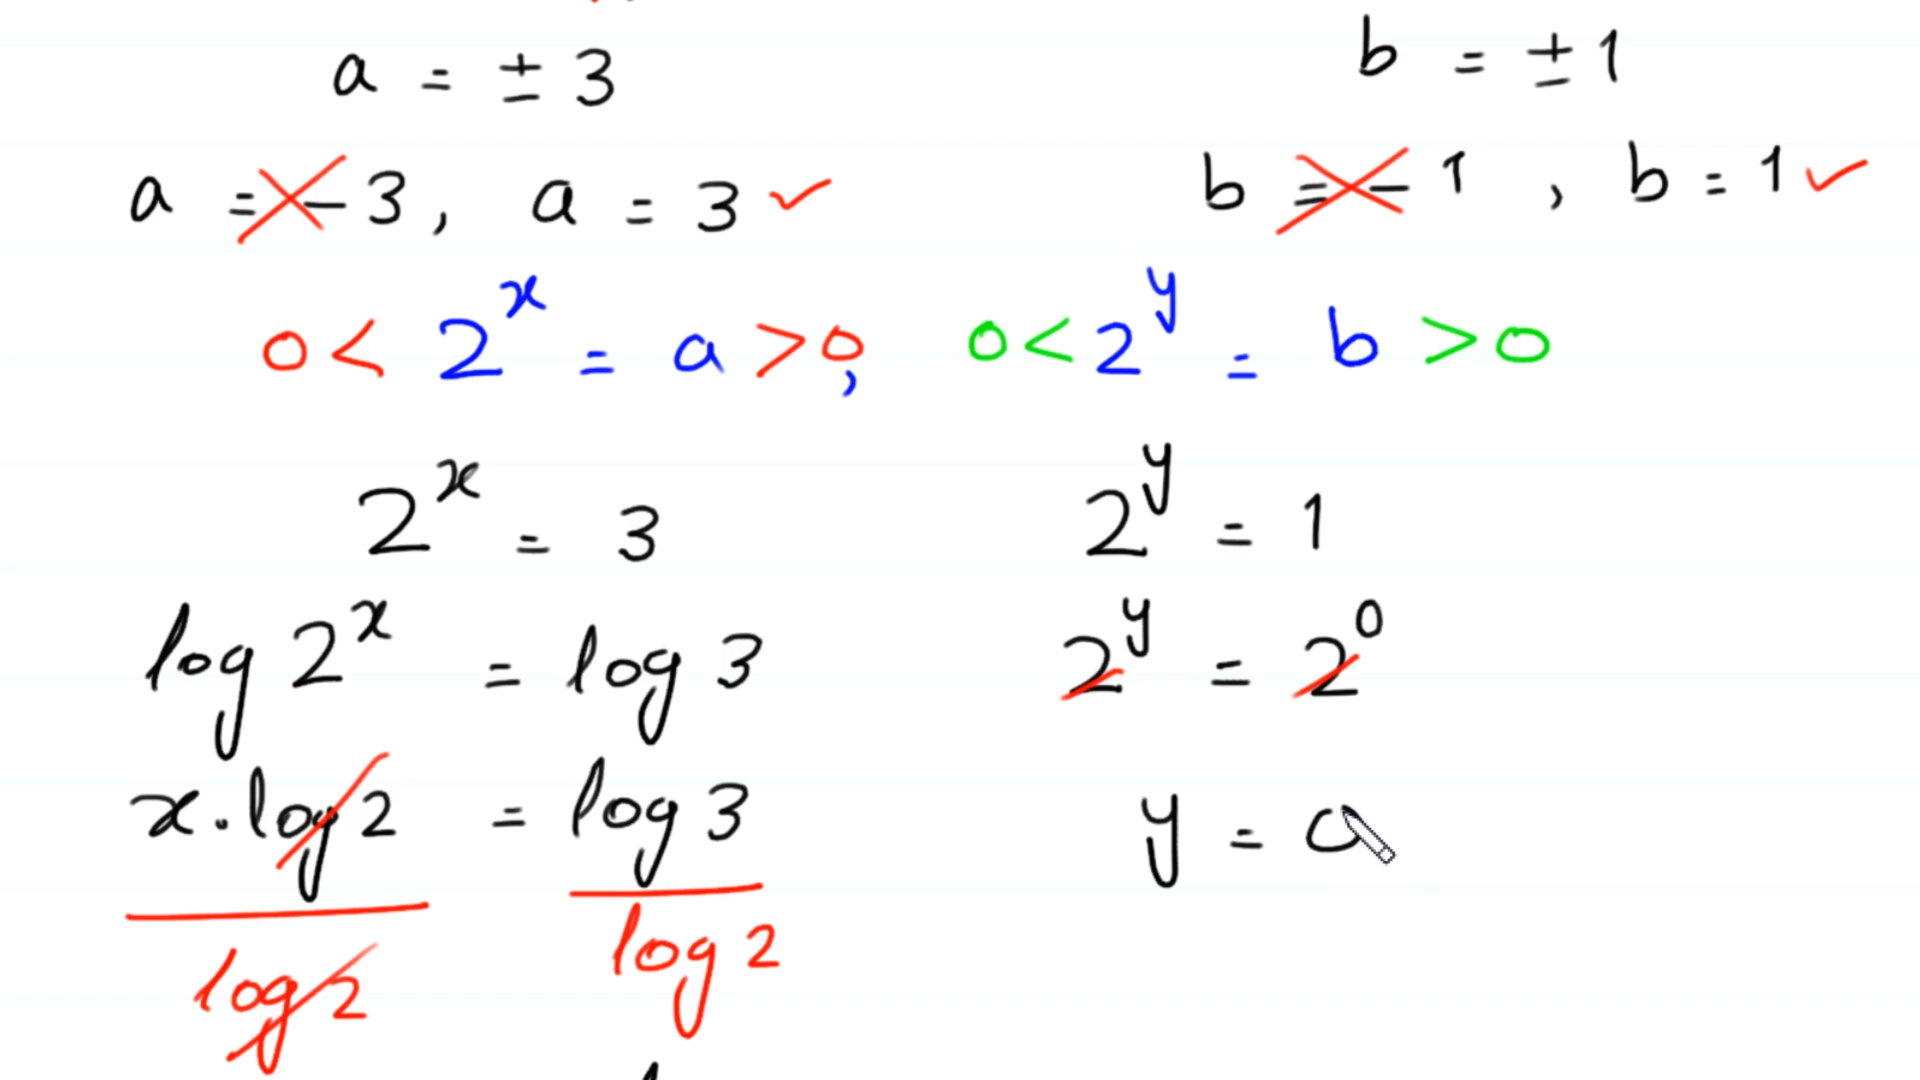 a = ± 3 b = ± 1
a = - 3, a = 3 ✓ b = - 1 , b = 1 ✓
0 < 2^x = a > 0, 0 < 2^y = b > 0
2^x = 3 2^y = 1
log 2^x = log 3 2^y = 2^0
x . log 2 = log 3 y = 0
log 2 log 2